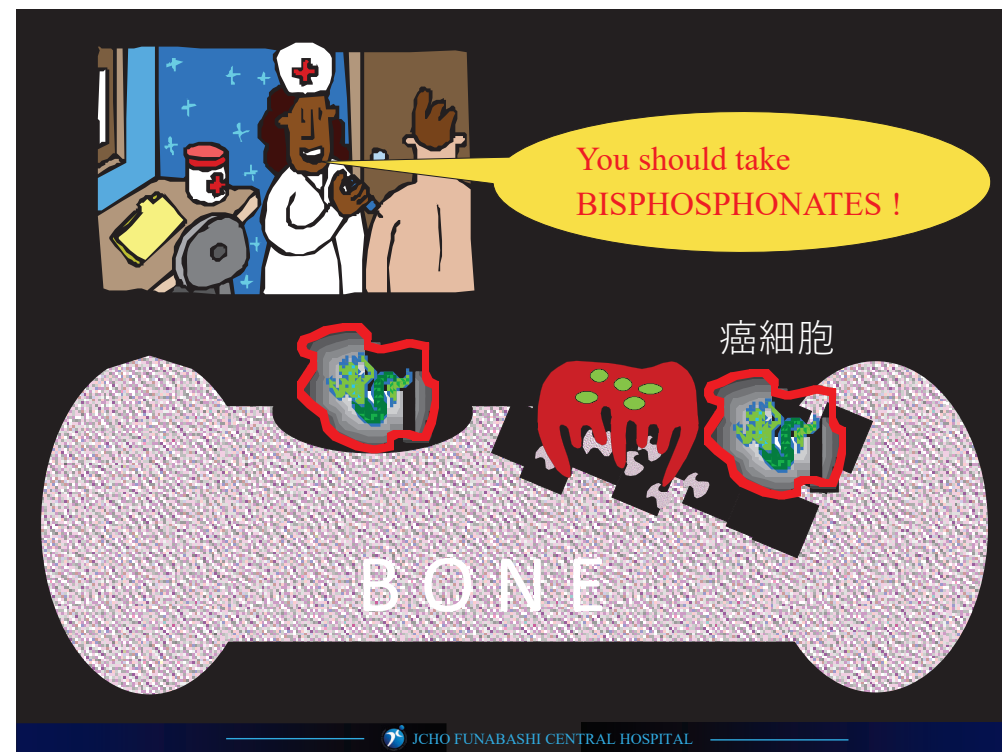 You should take
BISPHOSPHONATES !
癌細胞
BONE
JCHO FUNABASHI CENTRAL HOSPITAL